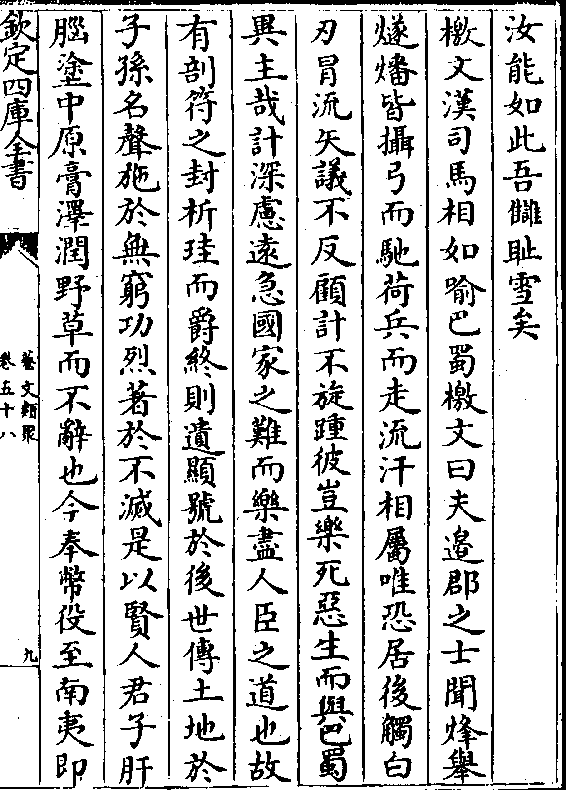 汝能如此吾讎耻雪矣
檄文漢司馬相如喻巴蜀檄文曰夫邉郡之士聞烽舉
燧燔皆攝弓而馳荷兵而走流汗相屬唯恐居後觸白
刃冒流矢議不反顧計不旋踵彼豈樂死惡生而與巴蜀
異主哉計深慮逺急國家之難而樂盡人臣之道也故
有剖符之封析珪而爵終則遺顯號於後世傳土地於
子孫名聲施於無窮功烈著於不滅是以賢人君子肝
腦塗中原膏澤潤野草而不辭也今奉幣役至南夷即
欽定四庫全書
藝文類聚
卷五十八
九